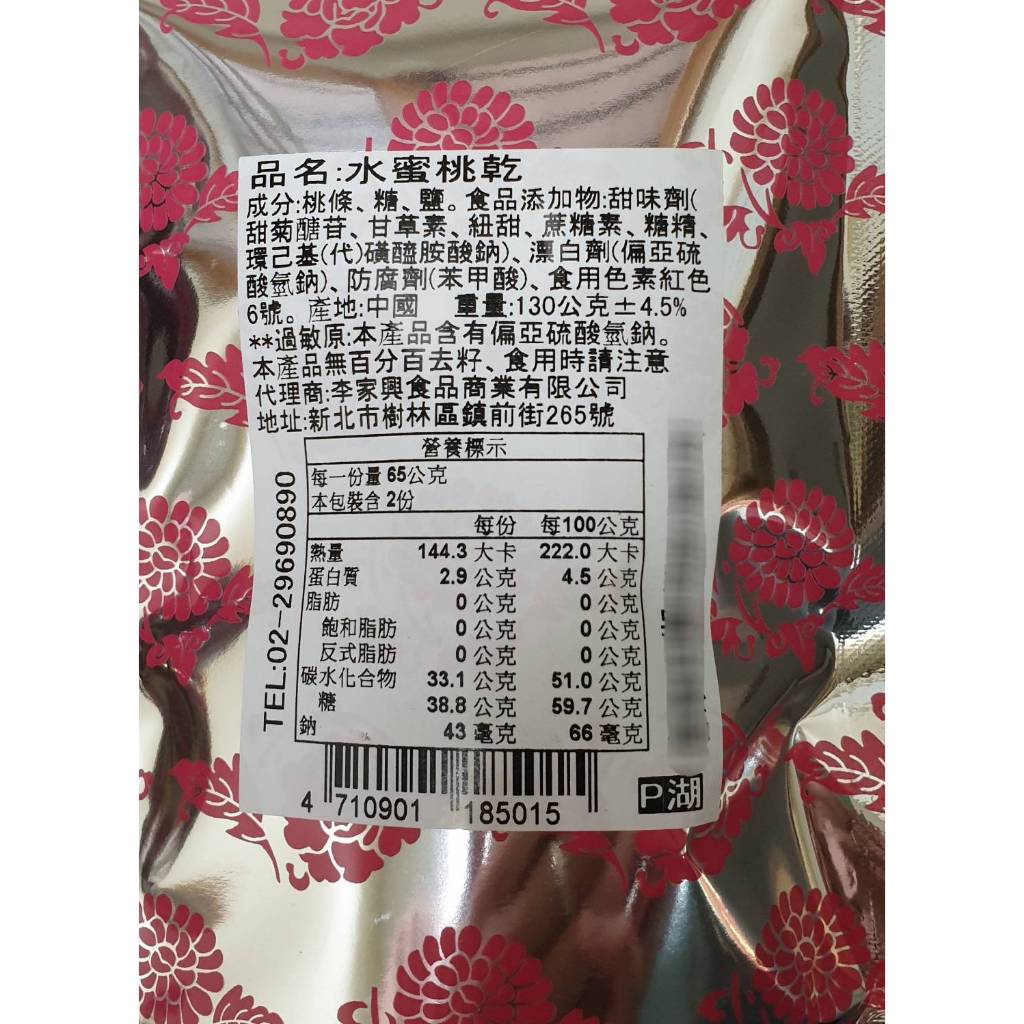 品名:水蜜桃乾
成分:桃條、糖、鹽。食品添加物:甜味劑(
甜菊醣苷、甘草素、紐甜、蔗糖素、糖精、
環己基(代)磺醯胺酸鈉)、漂白劑(偏亞硫
酸氫鈉)、防腐劑(苯甲酸)、食用色素紅色
6號。產地:中國 重量:130公克±4.5%
**過敏原:本產品含有偏亞硫酸氫鈉。
本產品無百分百去籽、食用時請注意
代理商:李家興食品商業有限公司
地址:新北市樹林區鎮前街265號
TEL:02-29690890
營養標示
每一份量 65公克
本包裝含 2份
每份 每100公克
熱量 144.3 大卡 222.0 大卡
蛋白質 2.9 公克 4.5 公克
脂肪 0 公克 0 公克
飽和脂肪 0 公克 0 公克
反式脂肪 0 公克 0 公克
碳水化合物 33.1 公克 51.0 公克
糖 38.8 公克 59.7 公克
鈉 43 毫克 66 毫克
4 710901 185015
P湖